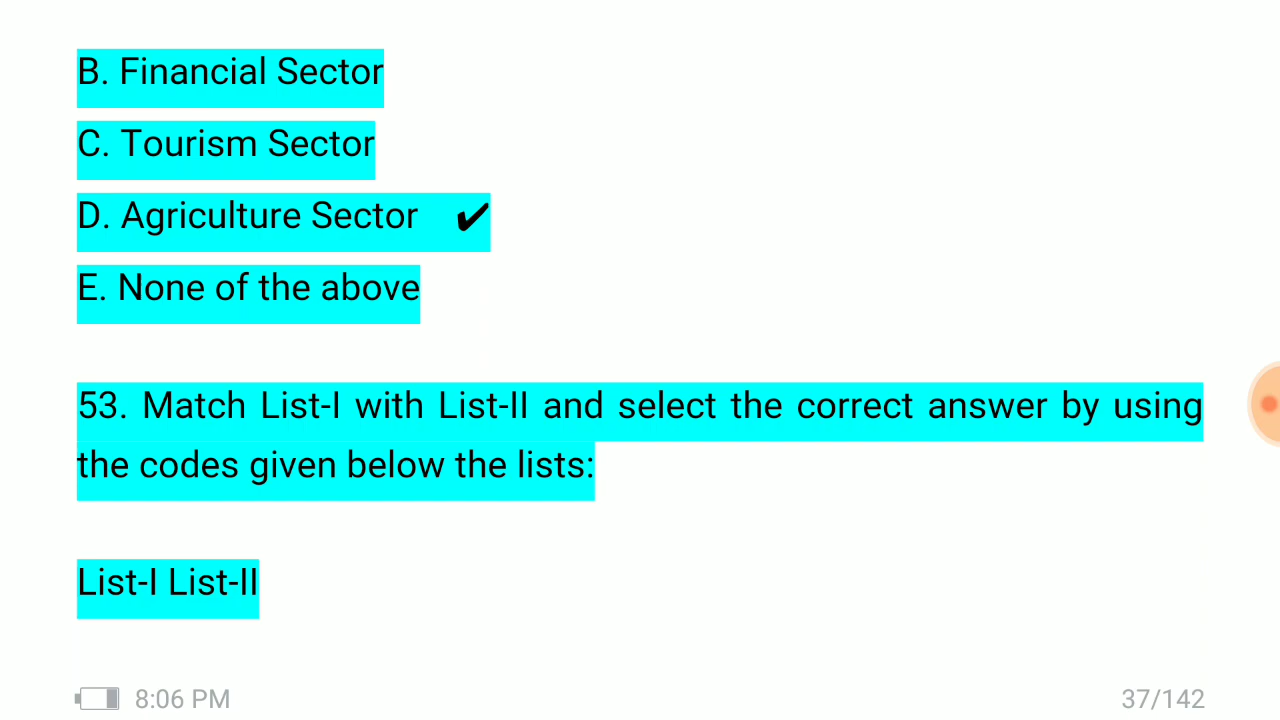 B. Financial Sector
C. Tourism Sector
D. Agriculture Sector ✔
E. None of the above
53. Match List-I with List-II and select the correct answer by using
the codes given below the lists:
List-I List-II
8:06 PM
37/142